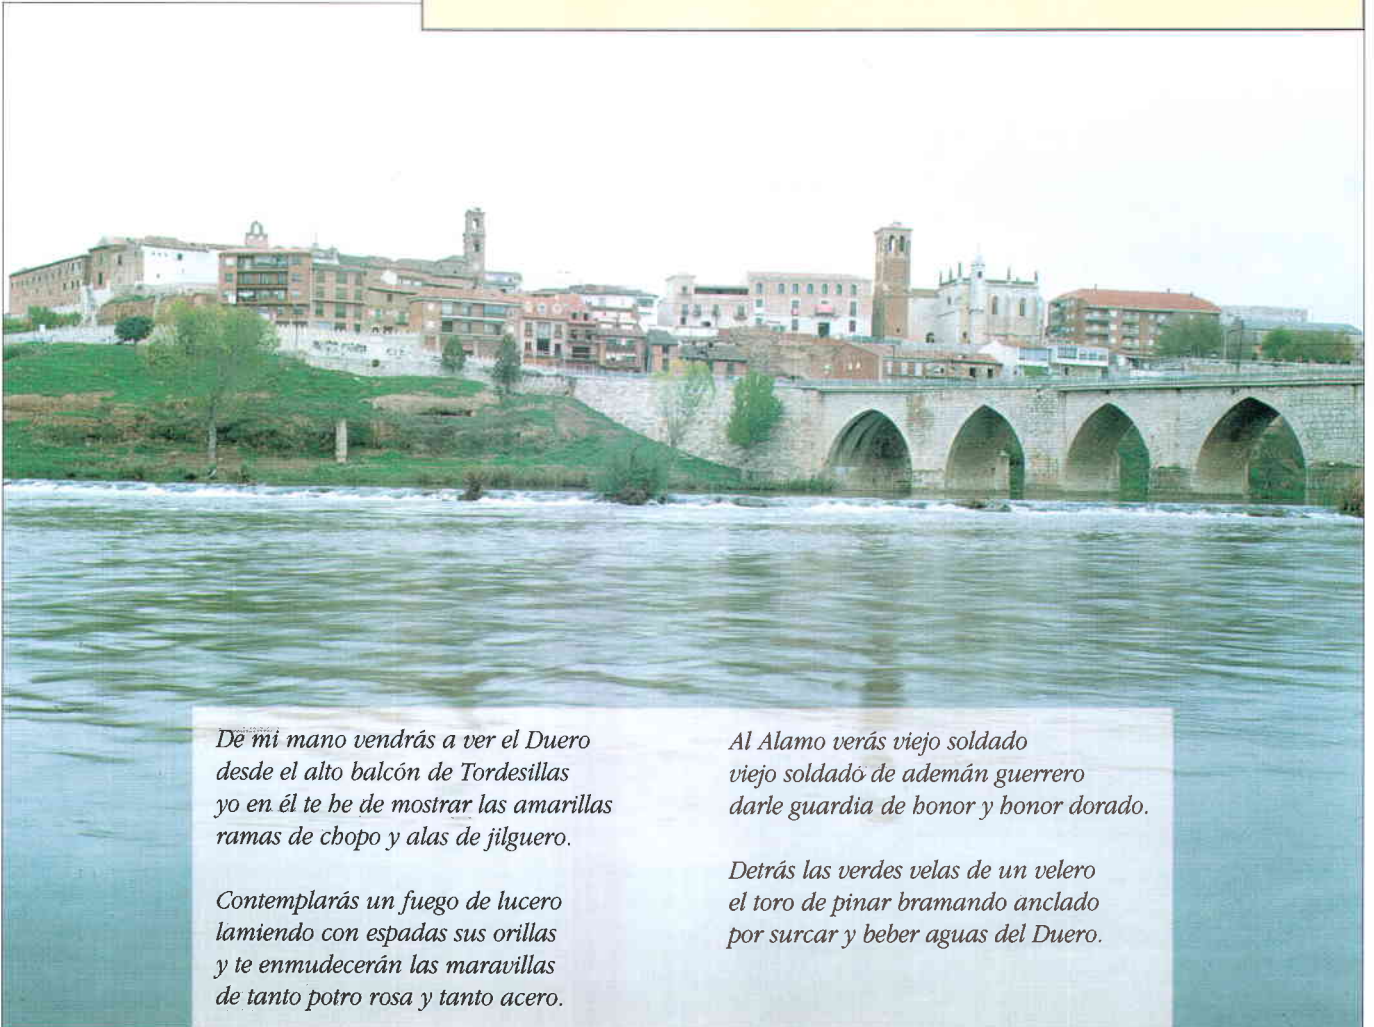 De mi mano vendrás a ver el Duero
desde el alto balcón de Tordesillas
yo en él te he de mostrar las amarillas
ramas de chopo y alas de jilguero.
Contemplarás un fuego de lucero
lamiendo con espadas sus orillas
y te enmudecerán las maravillas
de tanto potro rosa y tanto acero.
Al Alamo verás viejo soldado
viejo soldado de ademán guerrero
darle guardia de honor y honor dorado.
Detrás las verdes velas de un velero
el toro de pinar bramando anclado
por surcar y beber aguas del Duero.